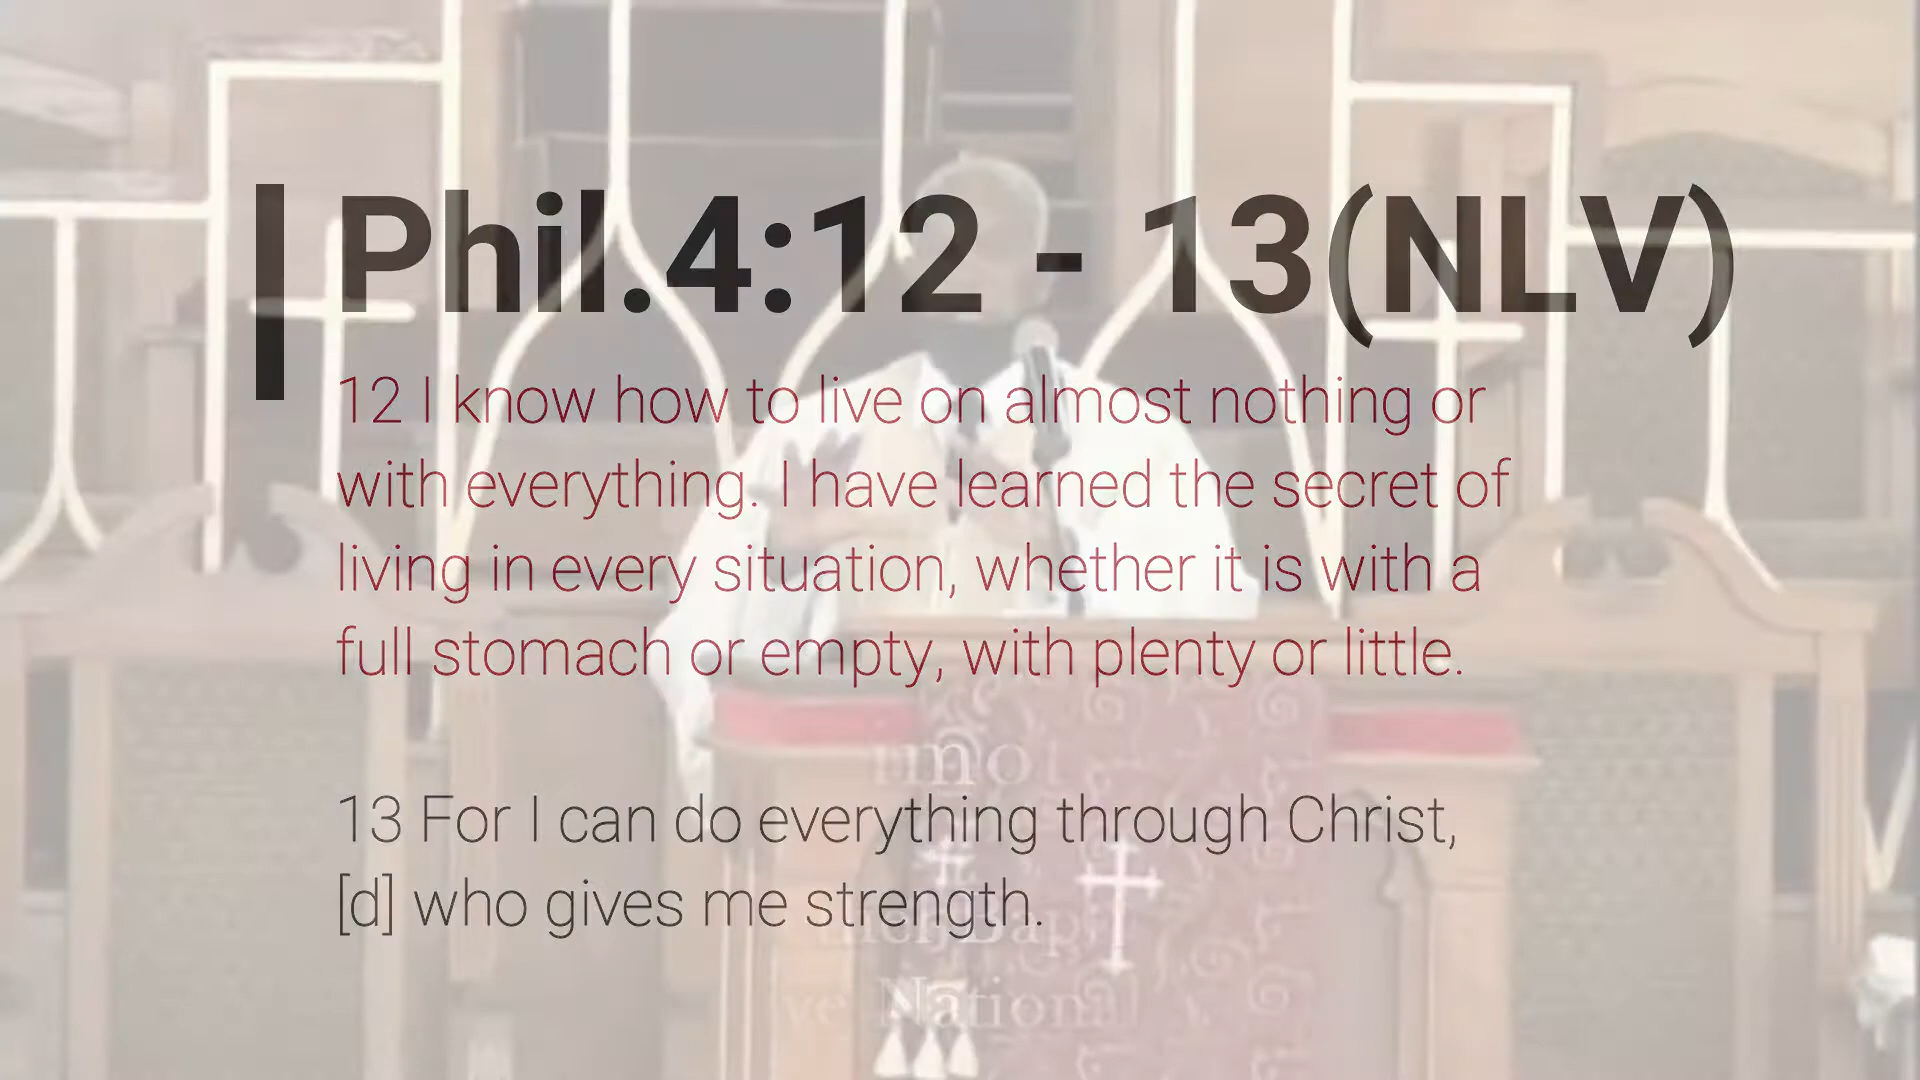 Phil.4:12 - 13(NLV)
12 I know how to live on almost nothing or
with everything. I have learned the secret of
living in every situation, whether it is with a
full stomach or empty, with plenty or little.
13 For I can do everything through Christ,
[d] who gives me strength.
National